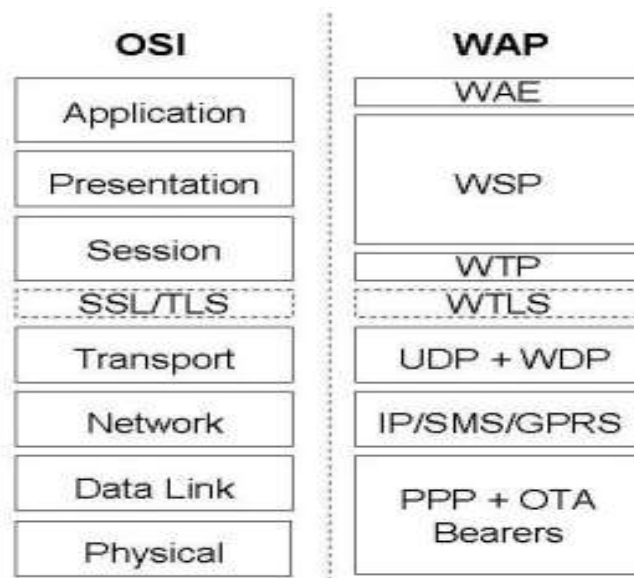 OSI
WAP
Application
Presentation
Session
SSL/TLS
Transport
Network
Data Link
Physical
WAE
WSP
WTP
WTLS
UDP + WDP
IP/SMS/GPRS
PPP + OTA
Bearers